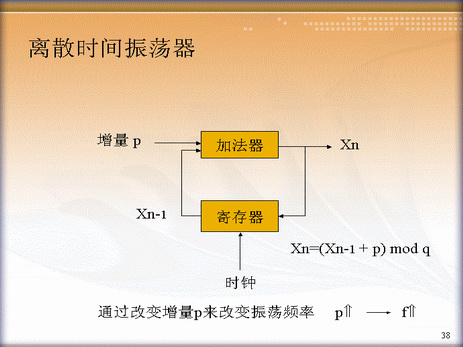 离散时间振荡器
增量 p
加法器
Xn
Xn-1
寄存器
Xn=(Xn-1 + p) mod q
时钟
通过改变增量p来改变振荡频率 p⇑ → f⇑
38